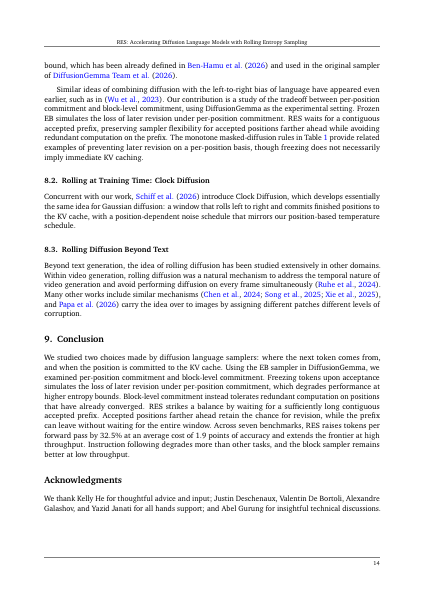 RES: Accelerating Diffusion Language Models with Rolling Entropy Sampling
bound, which has been already defined in Ben-Hamu et al. (2026) and used in the original sampler
of DiffusionGemma Team et al. (2026).
Similar ideas of combining diffusion with the left-to-right bias of language have appeared even
earlier, such as in (Wu et al., 2023). Our contribution is a study of the tradeoff between per-position
commitment and block-level commitment, using DiffusionGemma as the experimental setting. Frozen
EB simulates the loss of later revision under per-position commitment. RES waits for a contiguous
accepted prefix, preserving sampler flexibility for accepted positions farther ahead while avoiding
redundant computation on the prefix. The monotone masked-diffusion rules in Table 1 provide related
examples of preventing later revision on a per-position basis, though freezing does not necessarily
imply immediate KV caching.
8.2. Rolling at Training Time: Clock Diffusion
Concurrent with our work, Schiff et al. (2026) introduce Clock Diffusion, which develops essentially
the same idea for Gaussian diffusion: a window that rolls left to right and commits finished positions to
the KV cache, with a position-dependent noise schedule that mirrors our position-based temperature
schedule.
8.3. Rolling Diffusion Beyond Text
Beyond text generation, the idea of rolling diffusion has been studied extensively in other domains.
Within video generation, rolling diffusion was a natural mechanism to address the temporal nature of
video generation and avoid performing diffusion on every frame simultaneously (Ruhe et al., 2024).
Many other works include similar mechanisms (Chen et al., 2024; Song et al., 2025; Xie et al., 2025),
and Papa et al. (2026) carry the idea over to images by assigning different patches different levels of
corruption.
9. Conclusion
We studied two choices made by diffusion language samplers: where the next token comes from,
and when the position is committed to the KV cache. Using the EB sampler in DiffusionGemma, we
examined per-position commitment and block-level commitment. Freezing tokens upon acceptance
simulates the loss of later revision under per-position commitment, which degrades performance at
higher entropy bounds. Block-level commitment instead tolerates redundant computation on positions
that have already converged. RES strikes a balance by waiting for a sufficiently long contiguous
accepted prefix. Accepted positions farther ahead retain the chance for revision, while the prefix
can leave without waiting for the entire window. Across seven benchmarks, RES raises tokens per
forward pass by 32.5% at an average cost of 1.9 points of accuracy and extends the frontier at high
throughput. Instruction following degrades more than other tasks, and the block sampler remains
better at low throughput.
Acknowledgments
We thank Kelly He for thoughtful advice and input; Justin Deschenaux, Valentin De Bortoli, Alexandre
Galashov, and Yazid Janati for all hands support; and Abel Gurung for insightful technical discussions.
14